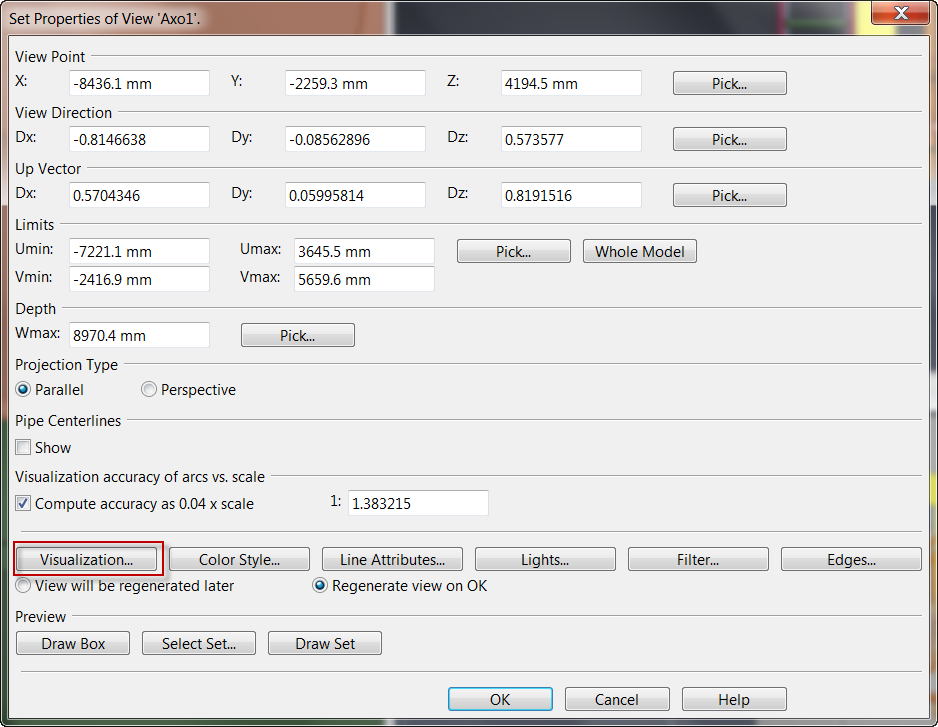 Set Properties of View 'Axo1'.
View Point
X: -8436.1 mm Y: -2259.3 mm Z: 4194.5 mm Pick...
View Direction
Dx: -0.8146638 Dy: -0.08562896 Dz: 0.573577 Pick...
Up Vector
Dx: 0.5704346 Dy: 0.05995814 Dz: 0.8191516 Pick...
Limits
Umin: -7221.1 mm Umax: 3645.5 mm Pick... Whole Model
Vmin: -2416.9 mm Vmax: 5659.6 mm
Depth
Wmax: 8970.4 mm Pick...
Projection Type
Parallel Perspective
Pipe Centerlines
Show
Visualization accuracy of arcs vs. scale
Compute accuracy as 0.04 x scale 1: 1.383215
Visualization... Color Style... Line Attributes... Lights... Filter... Edges...
View will be regenerated later Regenerate view on OK
Preview
Draw Box Select Set... Draw Set
OK Cancel Help